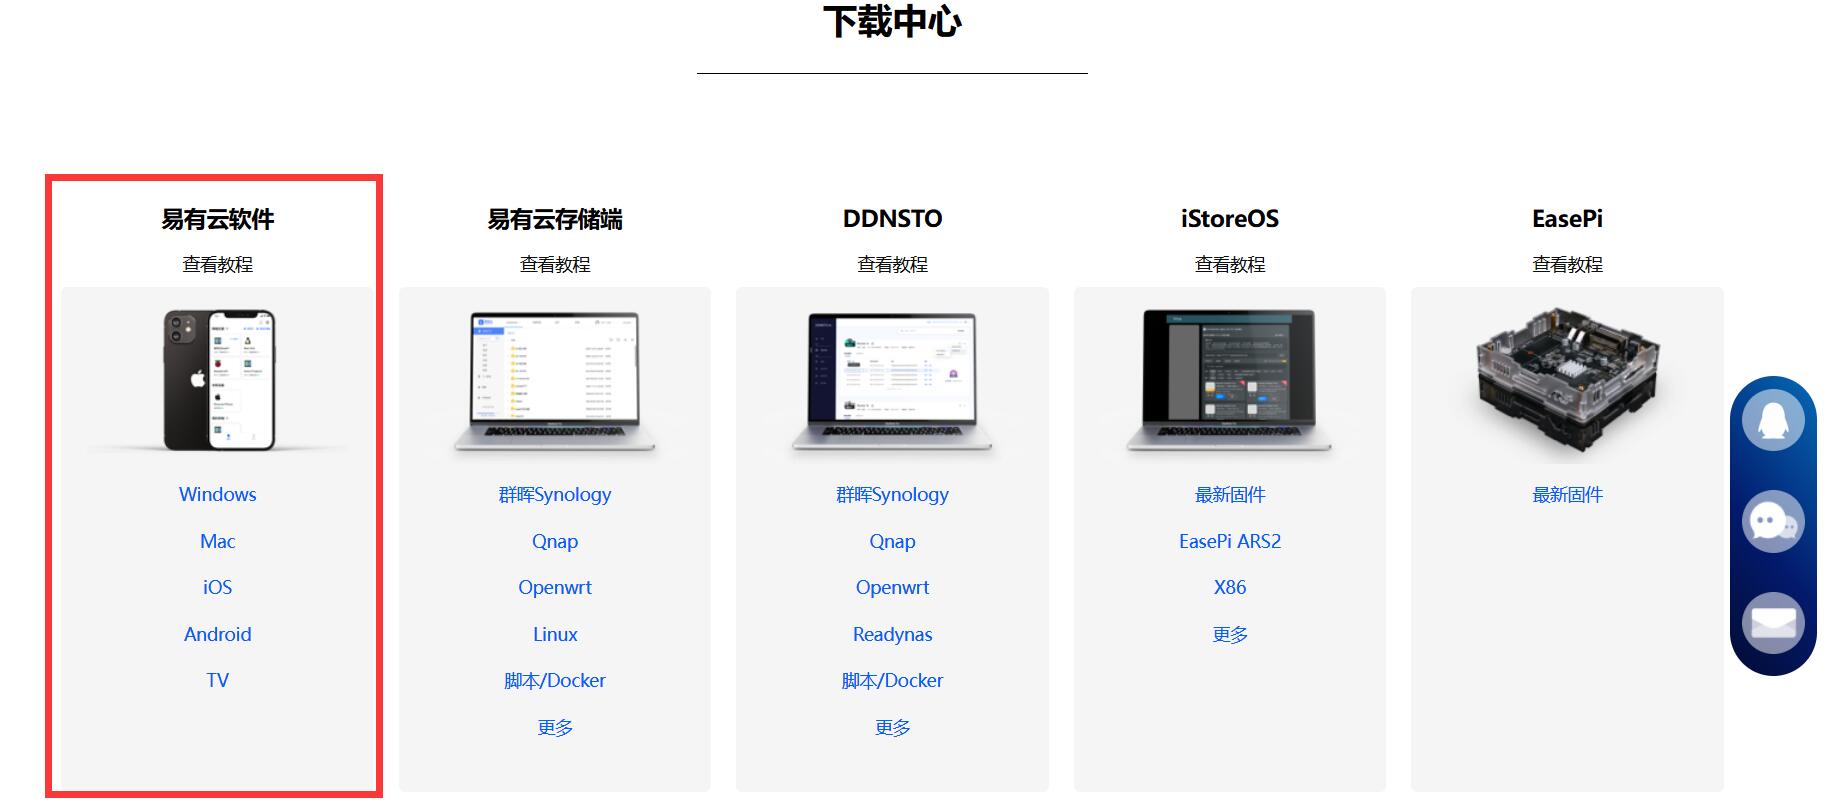 下载中心
易有云软件
查看教程
Windows
Mac
iOS
Android
TV
易有云存储端
查看教程
群晖Synology
Qnap
Openwrt
Linux
脚本/Docker
更多
DDNSTO
查看教程
群晖Synology
Qnap
Openwrt
Readynas
脚本/Docker
更多
iStoreOS
查看教程
最新固件
EasePi ARS2
X86
更多
EasePi
查看教程
最新固件